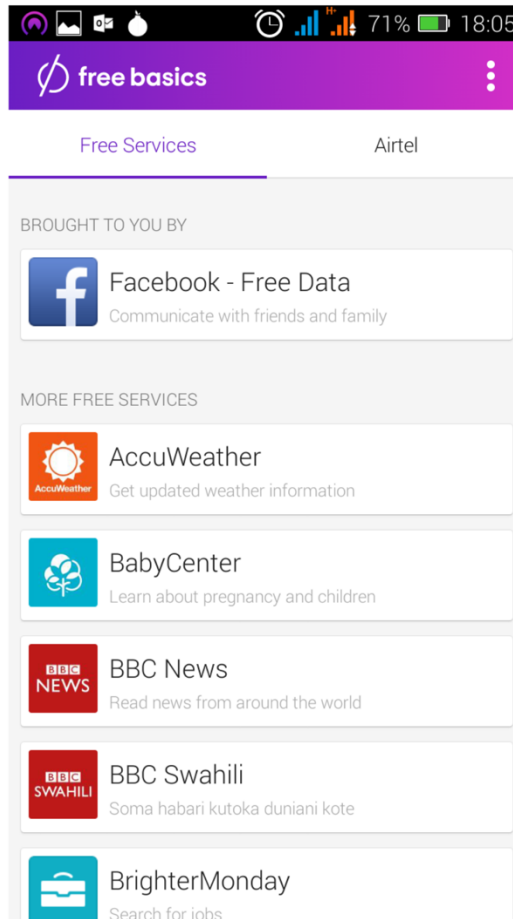 H+ 71% 18:05
free basics
Free Services Airtel
BROUGHT TO YOU BY
Facebook - Free Data
Communicate with friends and family
MORE FREE SERVICES
AccuWeather
AccuWeather
Get updated weather information
BabyCenter
Learn about pregnancy and children
BBC
NEWS
BBC News
Read news from around the world
BBC
SWAHILI
BBC Swahili
Soma habari kutoka duniani kote
BrighterMonday
Search for jobs